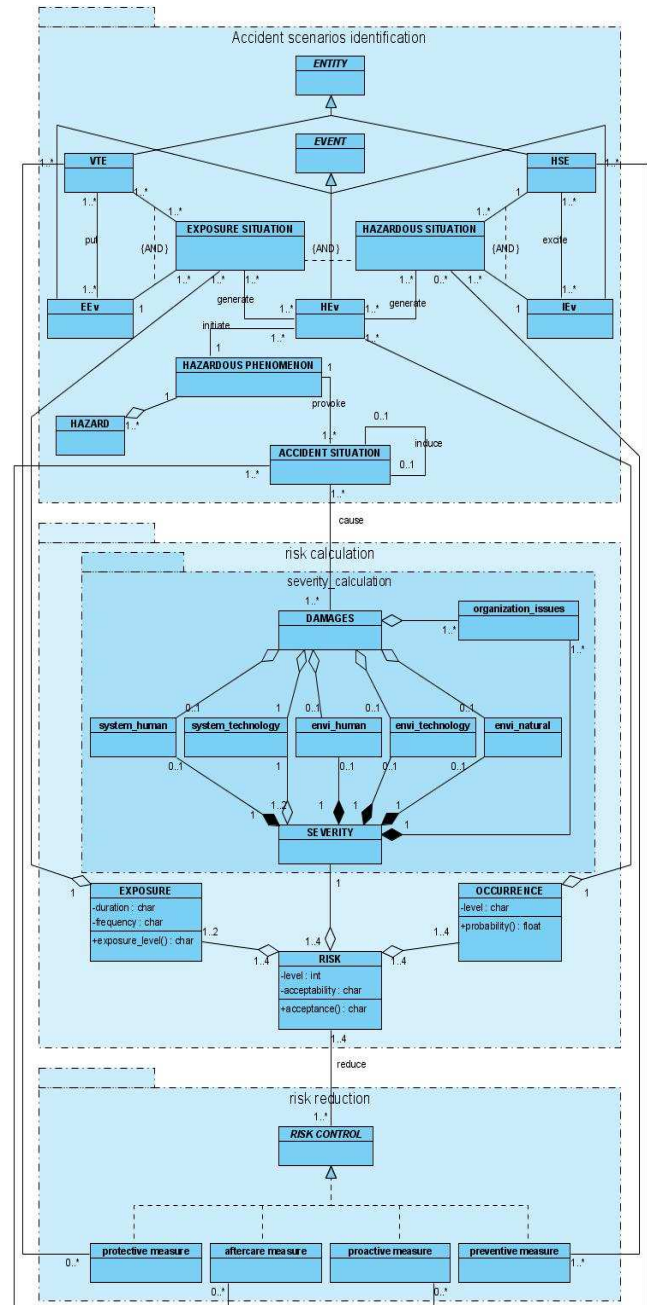 Accident scenarios identification
ENTITY
EVENT
1..*
VTE
HSE
1..*
1..*
1..*
1
1..*
put
1..*
EXPOSURE SITUATION
HAZARDOUS SITUATION
1..*
excite
{AND}
{AND}
{AND}
1..*
1..*
1..*
1..*
1..*
0..*
1..*
1..*
EEv
1
generate
1..*
HEv
1..*
generate
1
IEv
initiate
1..*
1..*
1
HAZARDOUS PHENOMENON
1
1
provoke
HAZARD
1..*
0..1
1..*
induce
ACCIDENT SITUATION
0..1
1..*
1..*
cause
risk calculation
severity_calculation
1..*
DAMAGES
organization_issues
1..*
1..*
0..1
1
0..1
0..1
0..1
system_human
system_technology
envi_human
envi_technology
envi_natural
0..1
1
0..1
0..1
0..1
1
1..2
1
1
1
1
SEVERITY
1
EXPOSURE
1
OCCURRENCE
1
-duration : char
-frequency : char
+exposure_level() : char
-level : char
+probability() : float
1..2
1..4
1..4
1..4
1..4
RISK
-level : int
-acceptability : char
+acceptance() : char
1..4
reduce
risk reduction
1..*
RISK CONTROL
protective measure
aftercare measure
proactive measure
preventive measure
0..*
1..*
0..*
0..*